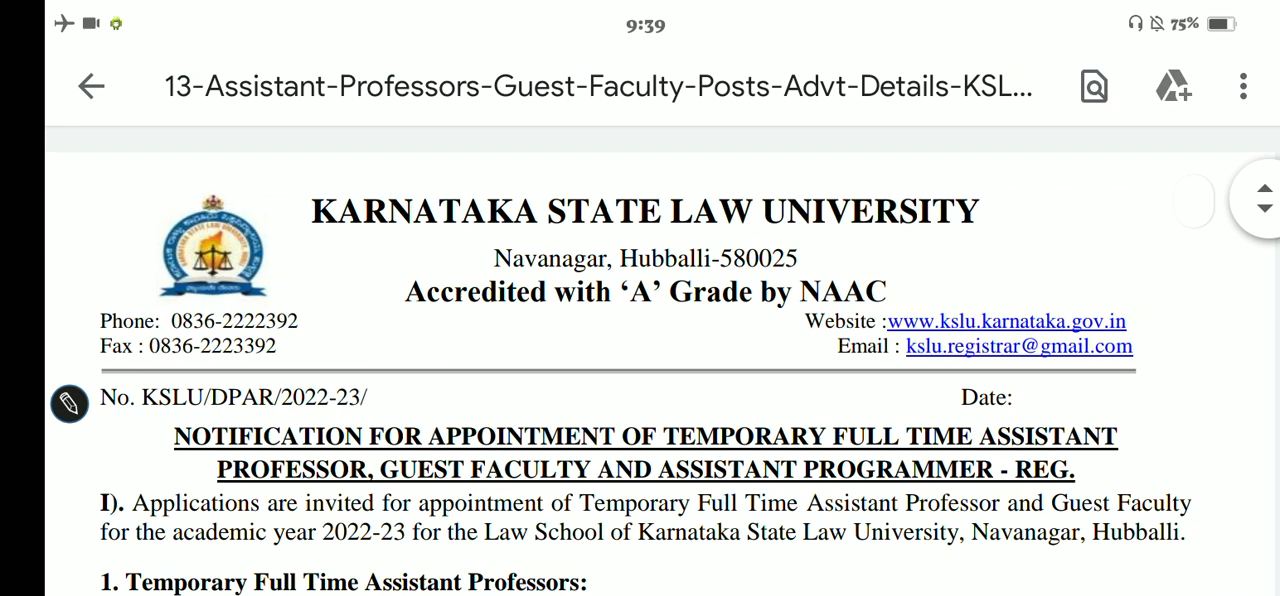 9:39
75%
13-Assistant-Professors-Guest-Faculty-Posts-Advt-Details-KSL...
KARNATAKA STATE LAW UNIVERSITY
Navanagar, Hubballi-580025
Accredited with ‘A’ Grade by NAAC
Phone: 0836-2222392
Website :www.kslu.karnataka.gov.in
Fax : 0836-2223392
Email : kslu.registrar@gmail.com
No. KSLU/DPAR/2022-23/
Date:
NOTIFICATION FOR APPOINTMENT OF TEMPORARY FULL TIME ASSISTANT
PROFESSOR, GUEST FACULTY AND ASSISTANT PROGRAMMER - REG.
I). Applications are invited for appointment of Temporary Full Time Assistant Professor and Guest Faculty
for the academic year 2022-23 for the Law School of Karnataka State Law University, Navanagar, Hubballi.
1. Temporary Full Time Assistant Professors: